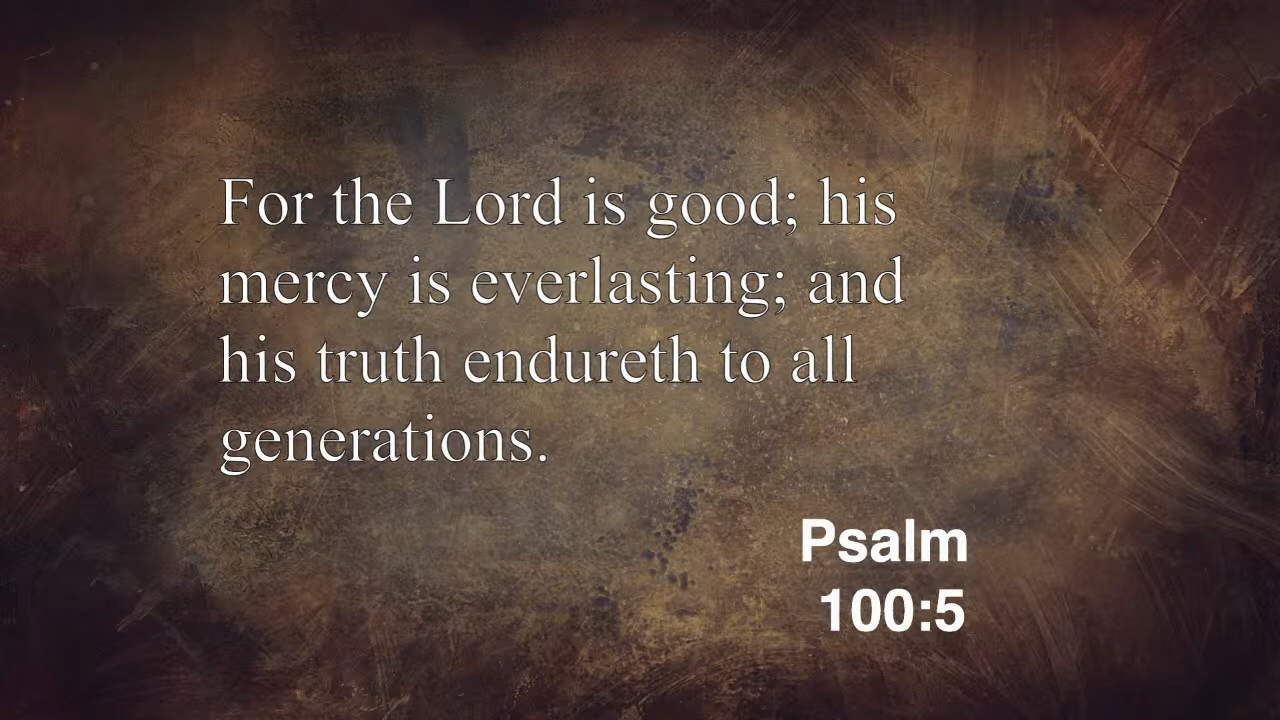 For the Lord is good; his
mercy is everlasting; and
his truth endureth to all
generations.
Psalm
100:5